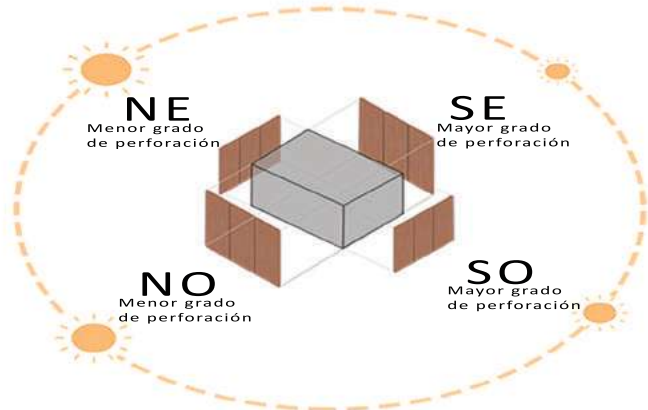 NE
Menor grado
de perforación
SE
Mayor grado
de perforación
NO
Menor grado
de perforación
SO
Mayor grado
de perforación